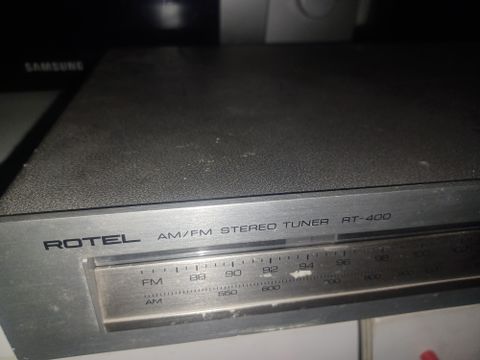 SAMSUNG
ROTEL AM/FM STEREO TUNER RT-400
FM 88 90 92 94 96 98
AM 550 600 700